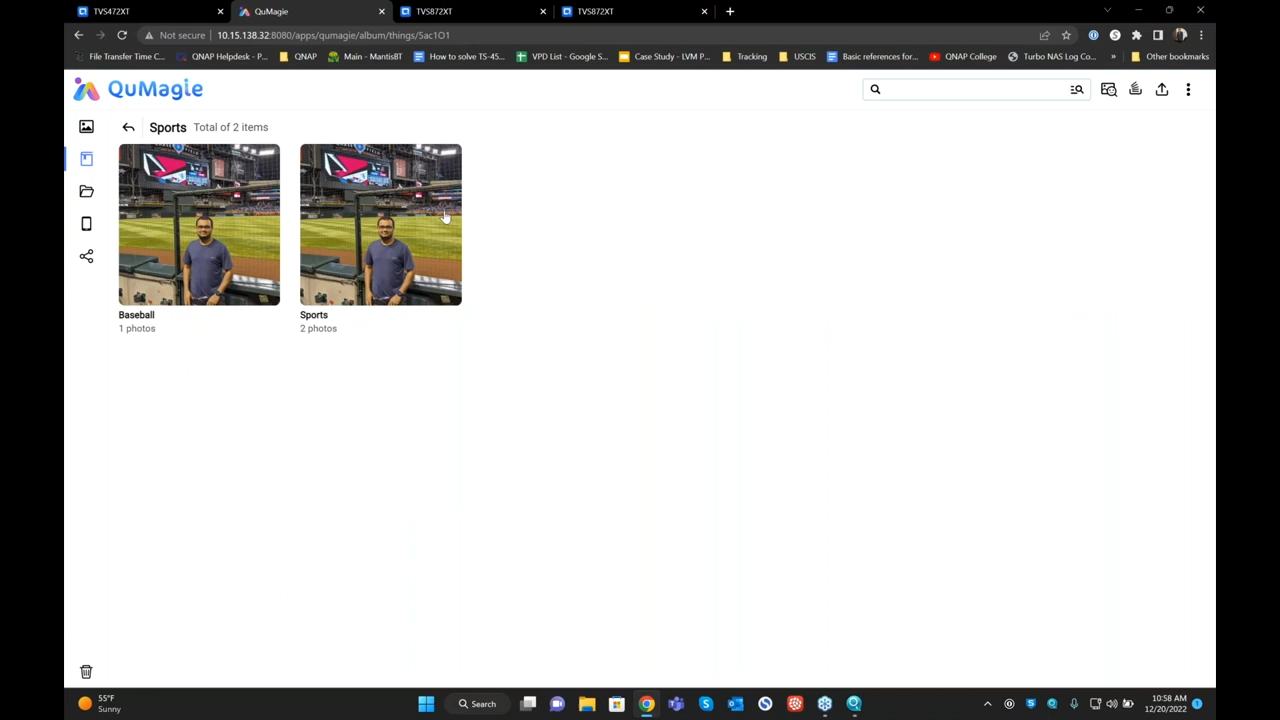 TVS472XT
QuMagie
TVS872XT
TVS872XT
Not secure
10.15.138.32:8080/apps/qumagie/album/things/5ac1O1
File Transfer Time C...
QNAP Helpdesk - P...
QNAP
Main - MantisBT
How to solve TS-45...
VPD List - Google S...
Case Study - LVM P...
Tracking
USCIS
Basic references for...
QNAP College
Turbo NAS Log Co...
»
Other bookmarks
QuMagie
Sports Total of 2 items
Baseball
1 photos
Sports
2 photos
55°F
Sunny
Search
10:58 AM
12/20/2022
1